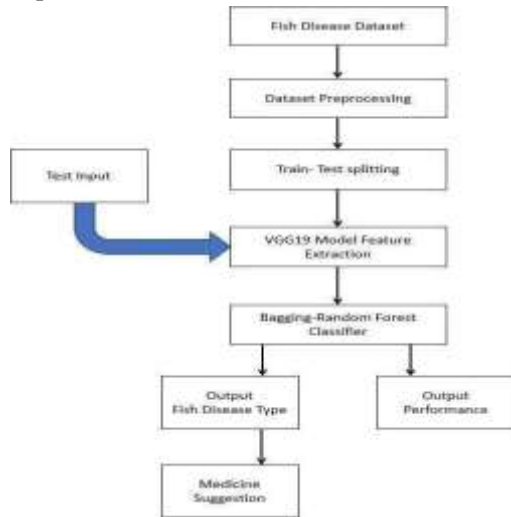 Fish Disease Dataset
Dataset Preprocessing
Train- Test splitting
Test Input
VGG19 Model Feature
Extraction
Bagging-Random Forest
Classifier
Output
Fish Disease Type
Output
Performance
Medicine
Suggestion